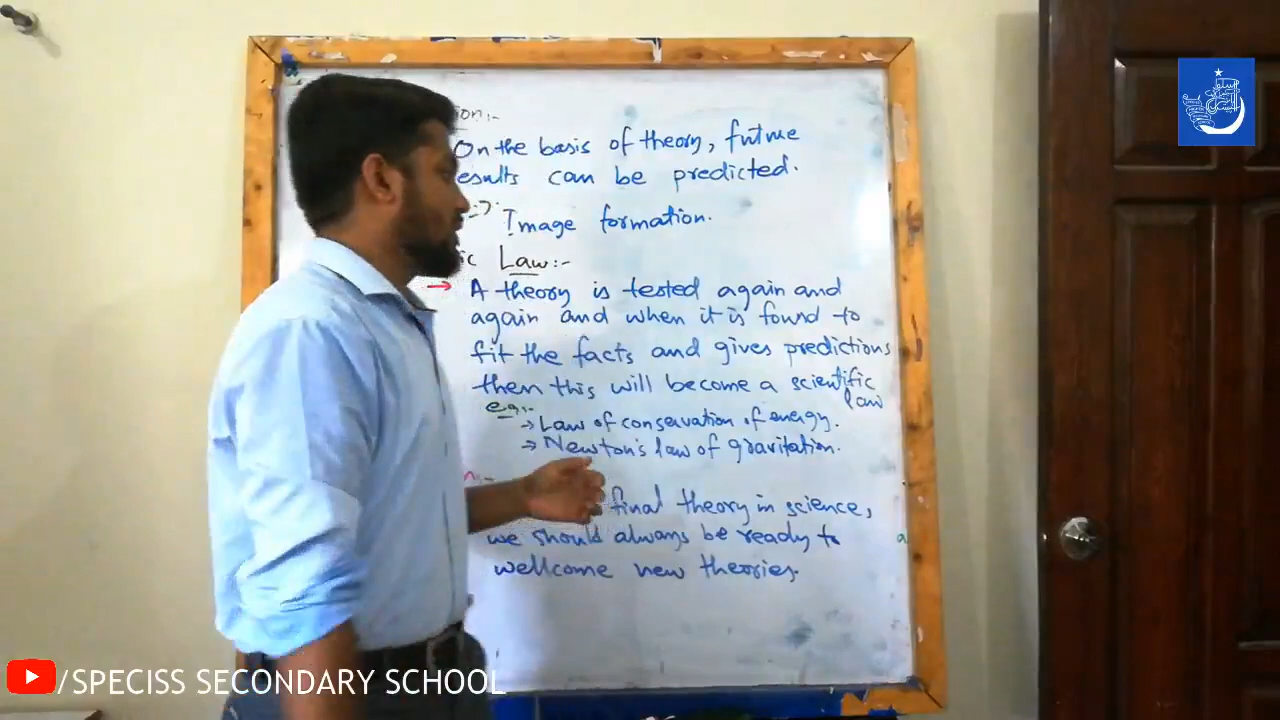 ion:-
On the basis of theory, future
esults can be predicted.
Image formation.
ic Law:-
→ A theory is tested again and
again and when it is found to
fit the facts and gives predictions
then this will become a scientific
law
eg:-
→ Law of conservation of energy.
→ Newton's law of gravitation.
n:-
final theory in science,
we should always be ready to
wellcome new theories.
a
/SPECISS SECONDARY SCHOOL